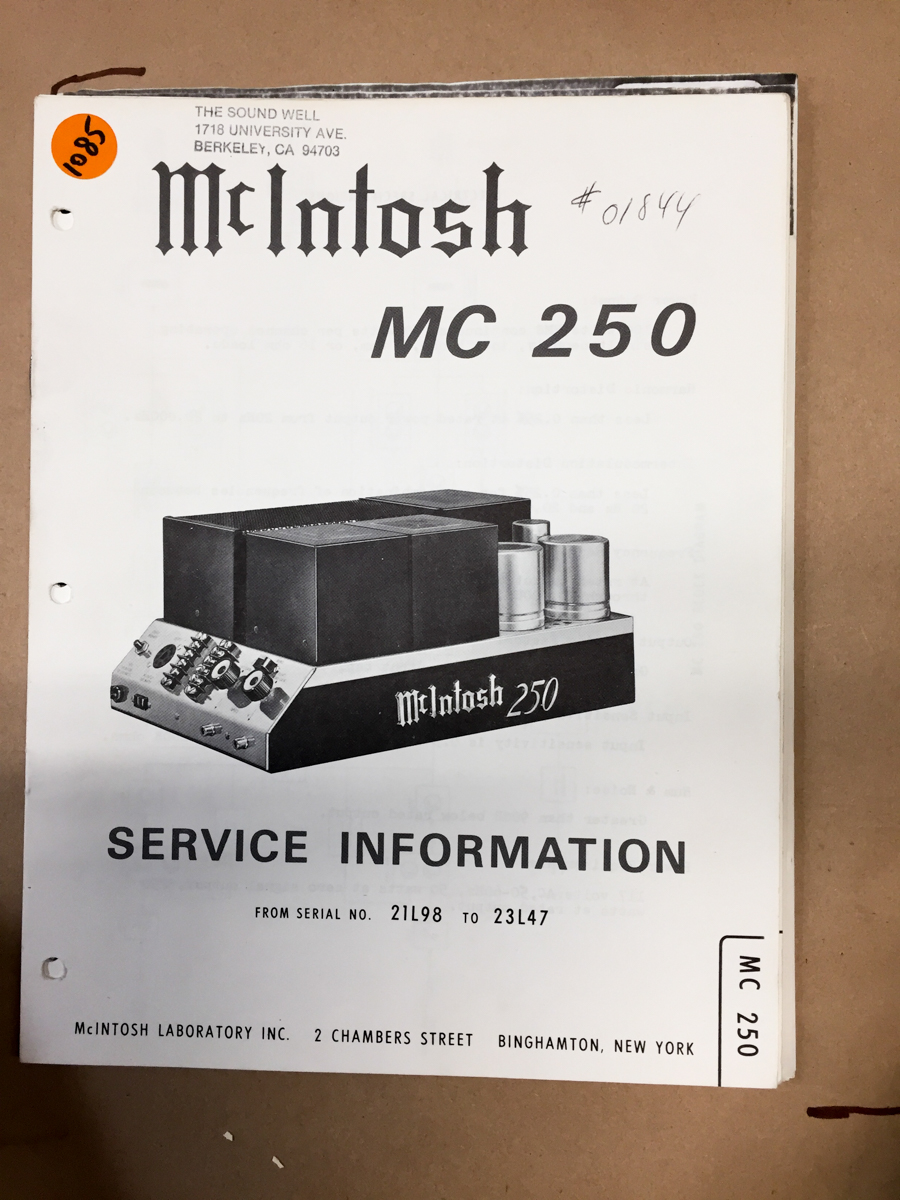 THE SOUND WELL
1718 UNIVERSITY AVE.
BERKELEY, CA 94703
1085
McIntosh
# 01844
MC 250
McIntosh 250
SERVICE INFORMATION
FROM SERIAL NO. 21L98 TO 23L47
MC 250
McINTOSH LABORATORY INC. 2 CHAMBERS STREET BINGHAMTON, NEW YORK